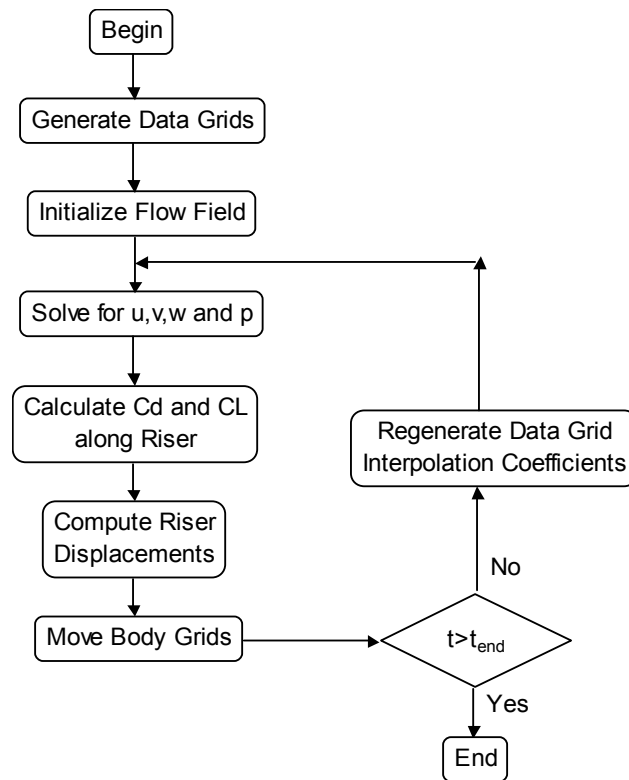 Begin
Generate Data Grids
Initialize Flow Field
Solve for u,v,w and p
Calculate Cd and CL
along Riser
Compute Riser
Displacements
Move Body Grids
t>tend
No
Regenerate Data Grid
Interpolation Coefficients
Yes
End